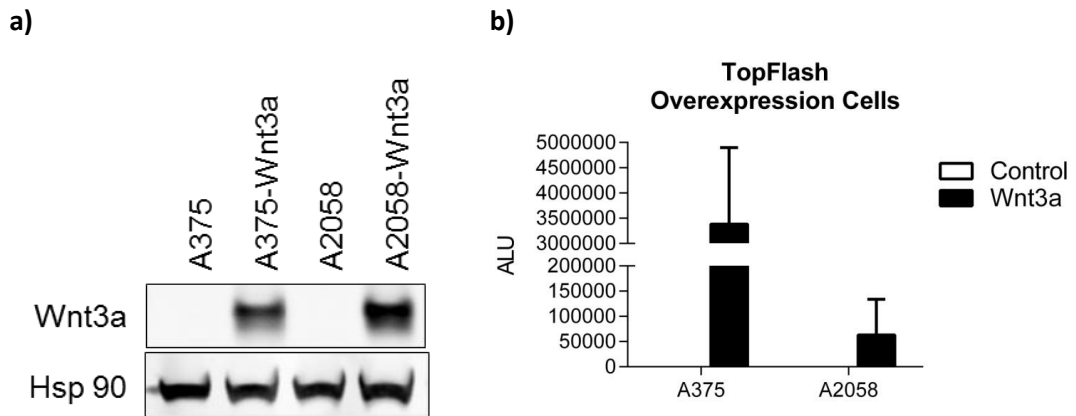 a)
A375
A375-Wnt3a
A2058
A2058-Wnt3a
Wnt3a
Hsp 90
b)
TopFlash
Overexpression Cells
ALU
5000000
4500000
4000000
3500000
3000000
200000
150000
100000
50000
0
A375
A2058
Control
Wnt3a